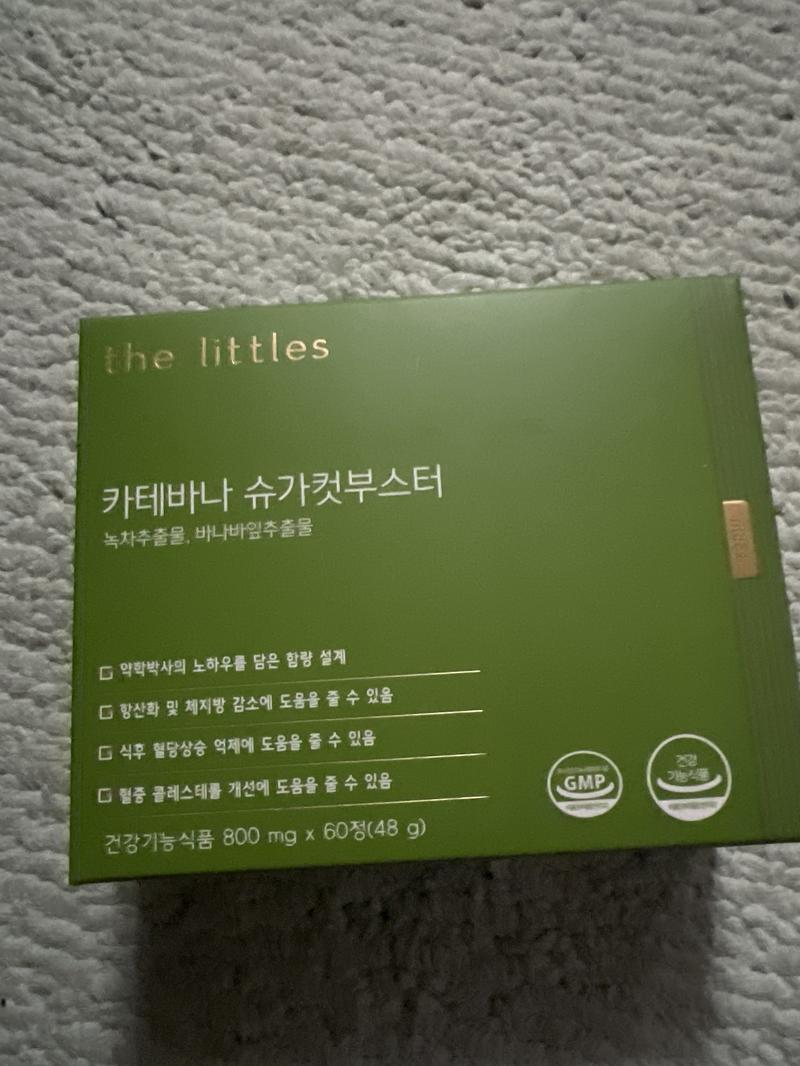 the littles
카테바나 슈가컷부스터
녹차추출물, 바나바잎추출물
약학박사의 노하우를 담은 함량 설계
항산화 및 체지방 감소에 도움을 줄 수 있음
식후 혈당상승 억제에 도움을 줄 수 있음
혈중 콜레스테롤 개선에 도움을 줄 수 있음
GMP
건강
기능식품
건강기능식품 800 mg x 60정(48 g)